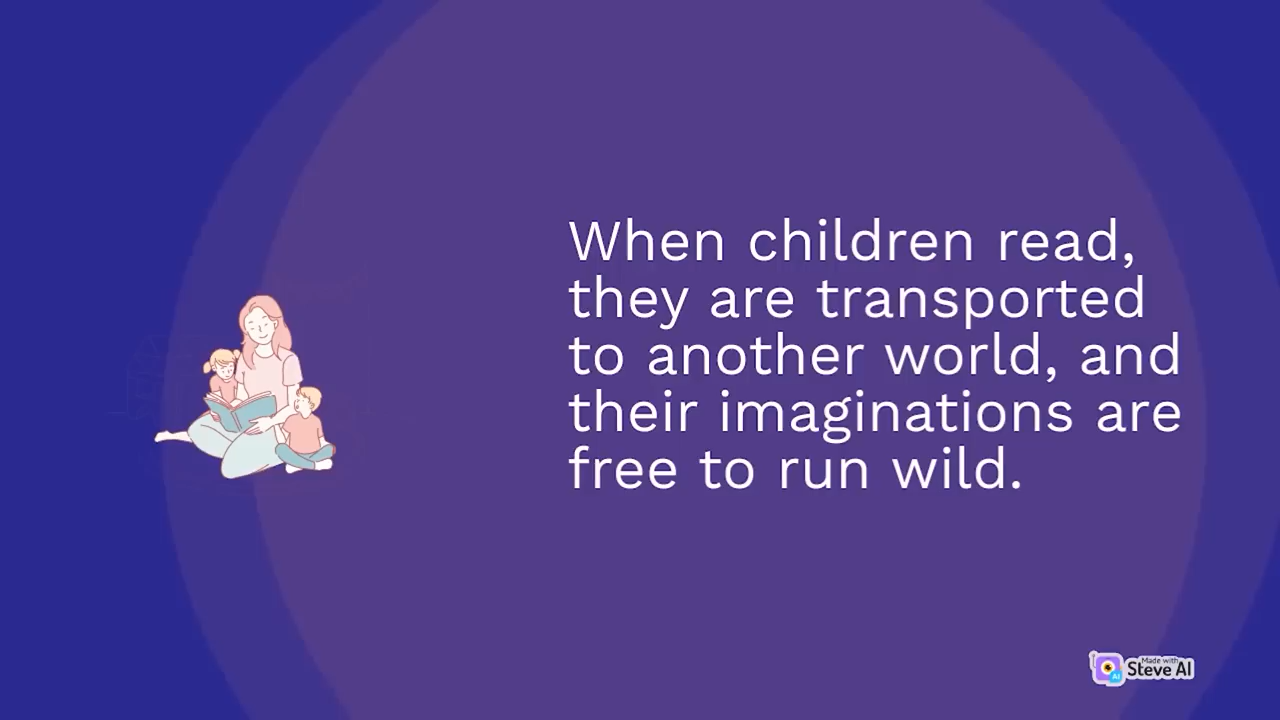 When children read,
they are transported
to another world, and
their imaginations are
free to run wild.
Made with
Steve AI
AI